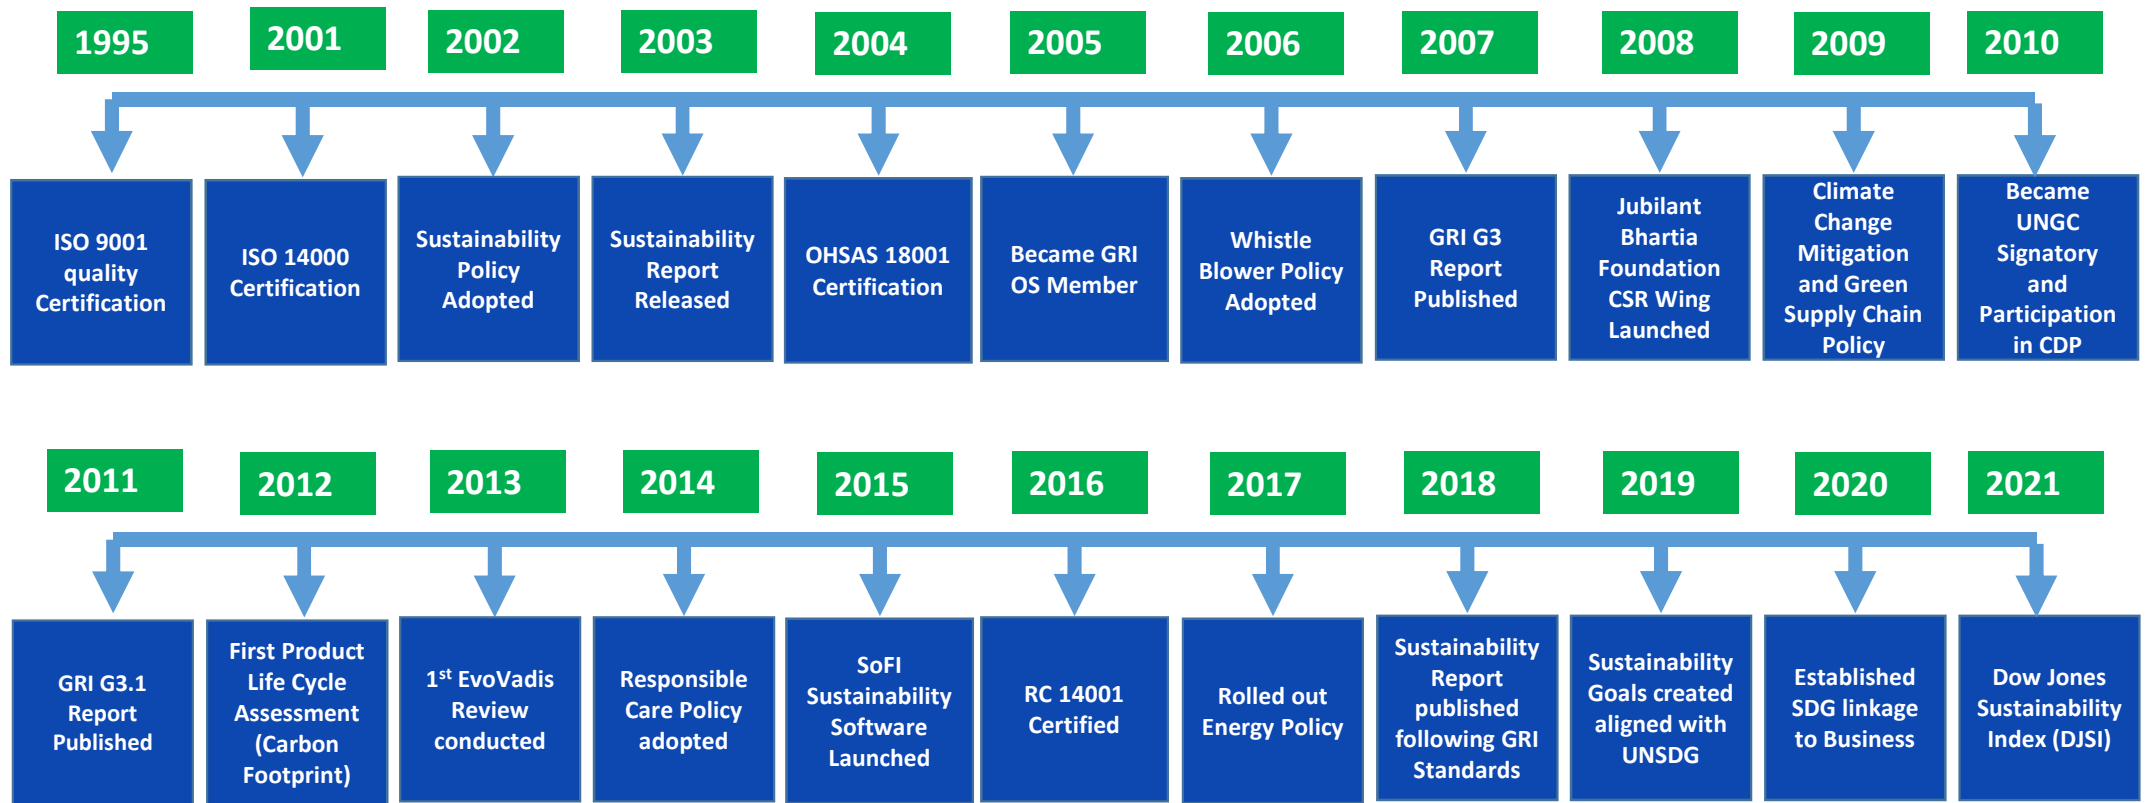 1995
2001
2002
2003
2004
2005
2006
2007
2008
2009
2010
ISO 9001
quality
Certification
ISO 14000
Certification
Sustainability
Policy
Adopted
Sustainability
Report
Released
OHSAS 18001
Certification
Became GRI
OS Member
Whistle
Blower Policy
Adopted
GRI G3
Report
Published
Jubilant
Bhartia
Foundation
CSR Wing
Launched
Climate
Change
Mitigation
and Green
Supply Chain
Policy
Became
UNGC
Signatory
and
Participation
in CDP
2011
2012
2013
2014
2015
2016
2017
2018
2019
2020
2021
GRI G3.1
Report
Published
First Product
Life Cycle
Assessment
(Carbon
Footprint)
1st EvoVadis
Review
conducted
Responsible
Care Policy
adopted
SoFI
Sustainability
Software
Launched
RC 14001
Certified
Rolled out
Energy Policy
Sustainability
Report
published
following GRI
Standards
Sustainability
Goals created
aligned with
UNSDG
Established
SDG linkage
to Business
Dow Jones
Sustainability
Index (DJSI)